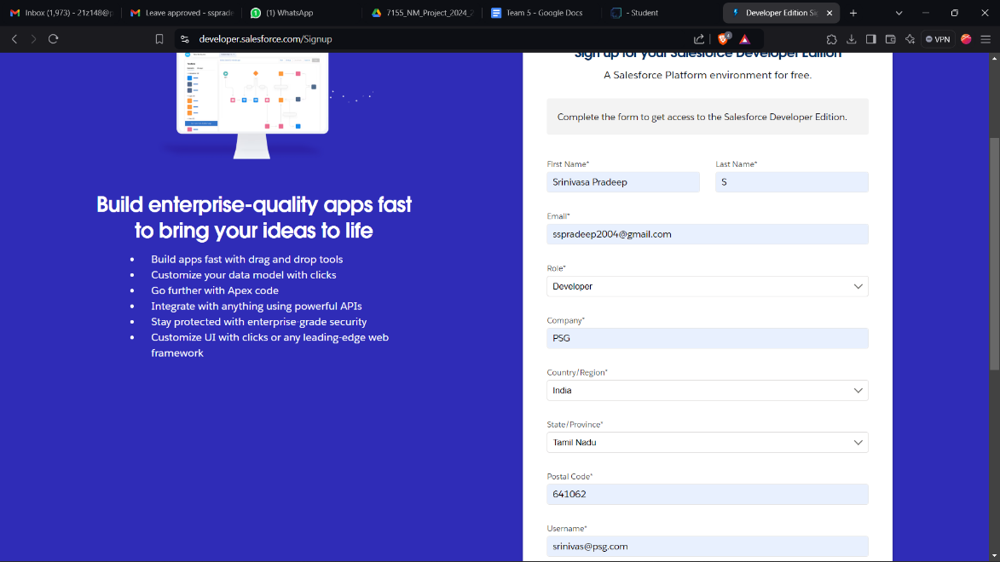 Inbox (1,973) - 21z148@p
Leave approved - ssprade
(1) WhatsApp
7155_NM_Project_2024_2
Team 5 - Google Docs
- Student
Developer Edition Si
developer.salesforce.com/Signup
4
VPN
Sign up for your Salesforce Developer Edition
A Salesforce Platform environment for free.
Complete the form to get access to the Salesforce Developer Edition.
First Name*
Last Name*
Srinivasa Pradeep
S
Email*
sspradeep2004@gmail.com
Role*
Developer
Company*
PSG
Country/Region*
India
State/Province*
Tamil Nadu
Postal Code*
641062
Username*
srinivas@psg.com
Build enterprise-quality apps fast
to bring your ideas to life
• Build apps fast with drag and drop tools
• Customize your data model with clicks
• Go further with Apex code
• Integrate with anything using powerful APIs
• Stay protected with enterprise-grade security
• Customize UI with clicks or any leading-edge web
framework